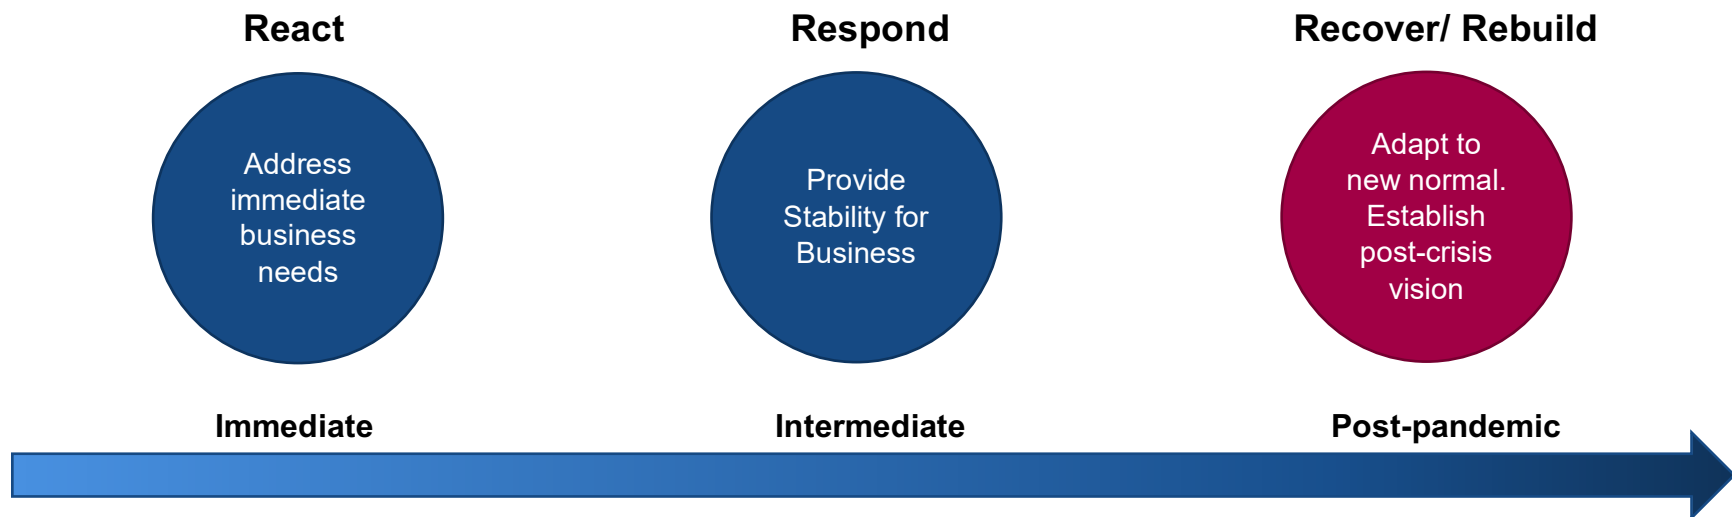 React
Respond
Recover/ Rebuild
Address
immediate
business
needs
Provide
Stability for
Business
Adapt to
new normal.
Establish
post-crisis
vision
Immediate
Intermediate
Post-pandemic